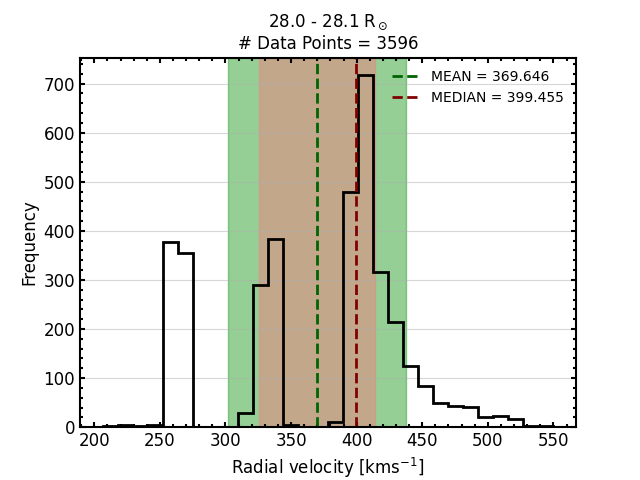 28.0 - 28.1 R⊙
# Data Points = 3596
MEAN = 369.646
MEDIAN = 399.455
700
600
500
400
300
200
100
0
Frequency
200 250 300 350 400 450 500 550
Radial velocity [kms⁻¹]